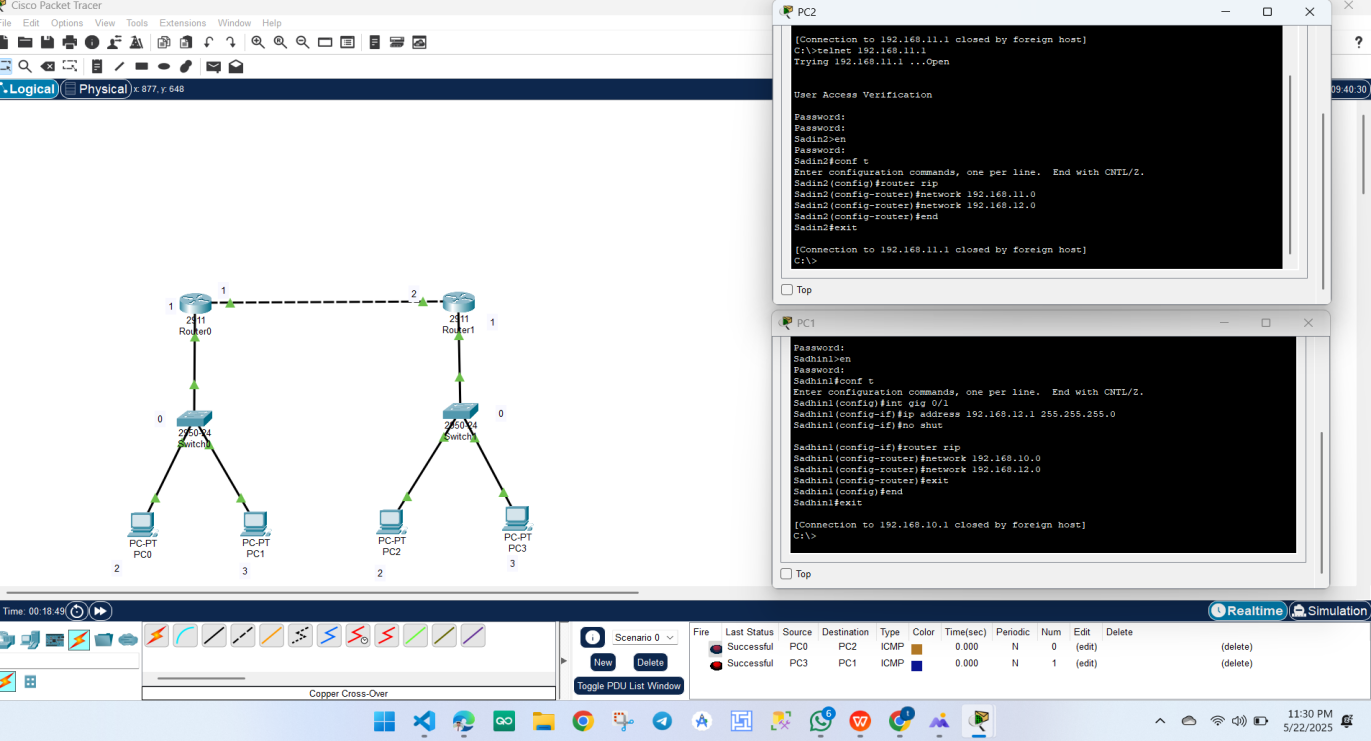 Cisco Packet Tracer
File Edit Options View Tools Extensions Window Help
Logical Physical x: 877, y: 648
09:40:30
PC2
[Connection to 192.168.11.1 closed by foreign host]
C:\>telnet 192.168.11.1
Trying 192.168.11.1 ...Open
User Access Verification
Password:
Password:
Sadin2>en
Password:
Sadin2#conf t
Enter configuration commands, one per line.  End with CNTL/Z.
Sadin2(config)#router rip
Sadin2(config-router)#network 192.168.11.0
Sadin2(config-router)#network 192.168.12.0
Sadin2(config-router)#end
Sadin2#exit
[Connection to 192.168.11.1 closed by foreign host]
C:\>
Top
PC1
Password:
Sadhin1>en
Password:
Sadhin1#conf t
Enter configuration commands, one per line.  End with CNTL/Z.
Sadhin1(config)#int gig 0/1
Sadhin1(config-if)#ip address 192.168.12.1 255.255.255.0
Sadhin1(config-if)#no shut
Sadhin1(config-if)#router rip
Sadhin1(config-router)#network 192.168.10.0
Sadhin1(config-router)#network 192.168.12.0
Sadhin1(config-router)#exit
Sadhin1(config)#end
Sadhin1#exit
[Connection to 192.168.10.1 closed by foreign host]
C:\>
Top
1
1
2
1
2911
Router0
2911
Router1
0
0
2950-24
Switch0
2950-24
Switch1
PC-PT
PC0
PC-PT
PC1
PC-PT
PC2
PC-PT
PC3
2
3
2
3
Time: 00:18:49
Realtime Simulation
Scenario 0
New Delete
Toggle PDU List Window
Copper Cross-Over
Fire Last Status Source Destination Type Color Time(sec) Periodic Num Edit Delete
Successful PC0 PC2 ICMP 0.000 N 0 (edit) (delete)
Successful PC3 PC1 ICMP 0.000 N 1 (edit) (delete)
6
1
11:30 PM
5/22/2025